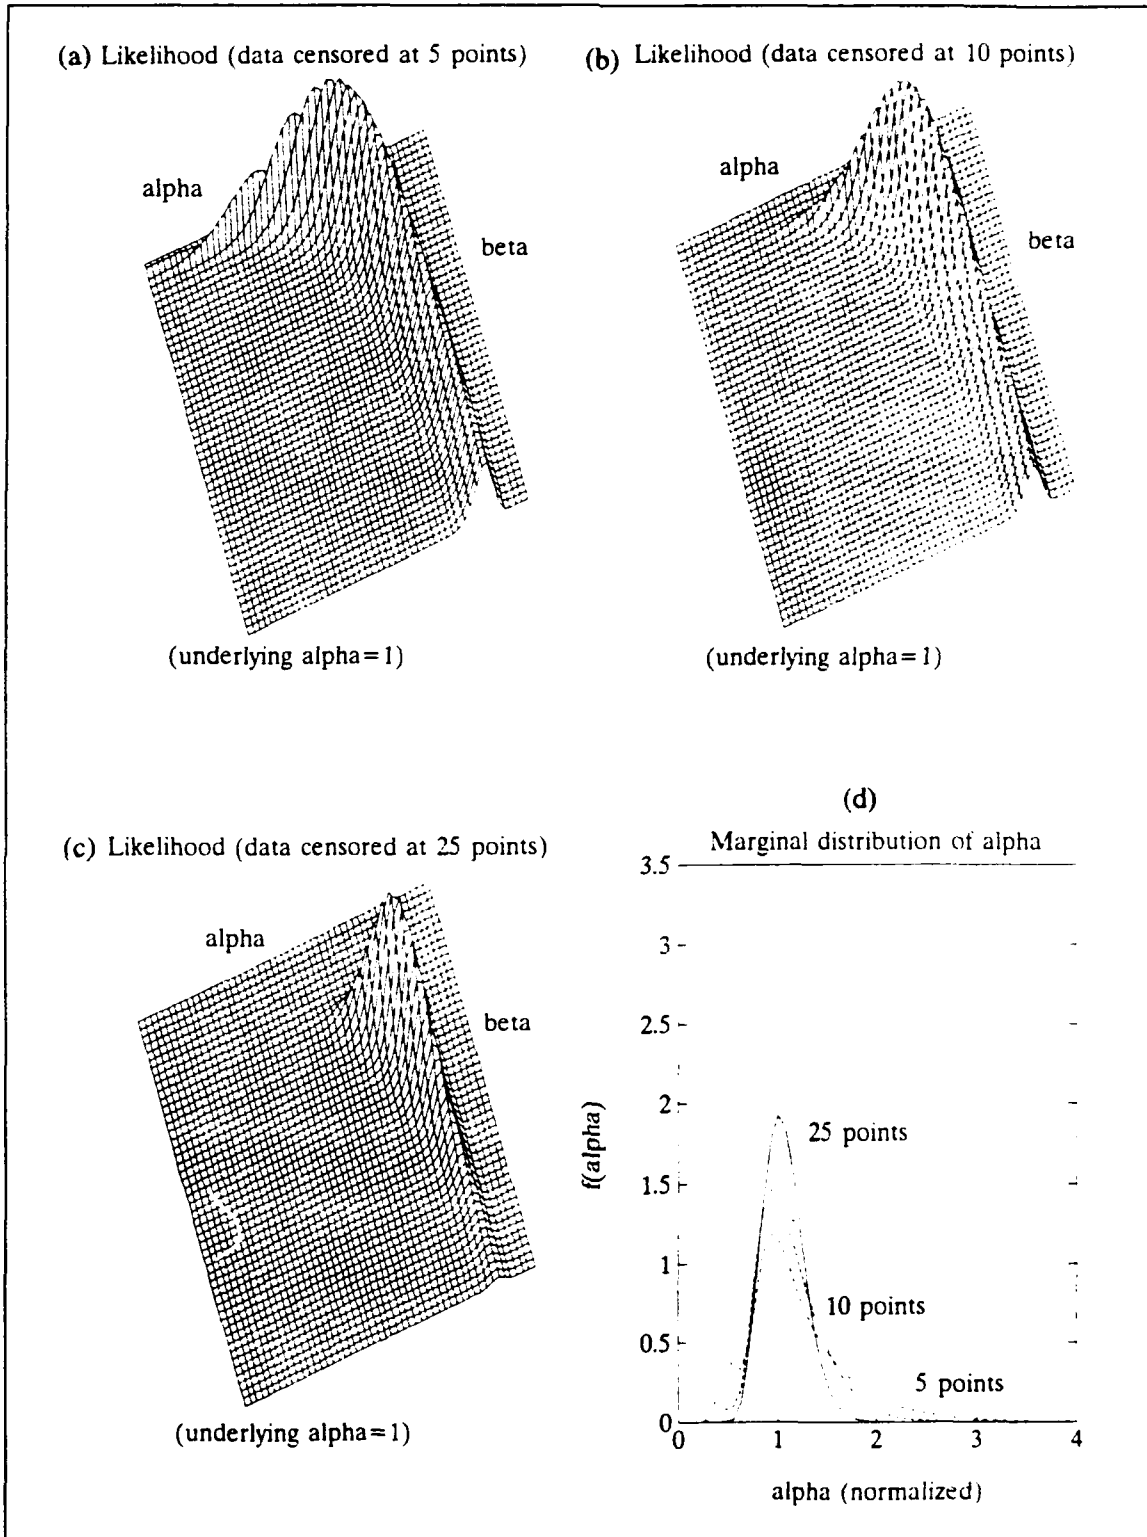 (a) Likelihood (data censored at 5 points)
alpha
beta
(underlying alpha=1)
(b) Likelihood (data censored at 10 points)
alpha
beta
(underlying alpha=1)
(c) Likelihood (data censored at 25 points)
alpha
beta
(underlying alpha=1)
(d)
Marginal distribution of alpha
3.5
3
2.5
2
1.5
1
0.5
0
f(alpha)
25 points
10 points
5 points
0 1 2 3 4
alpha (normalized)